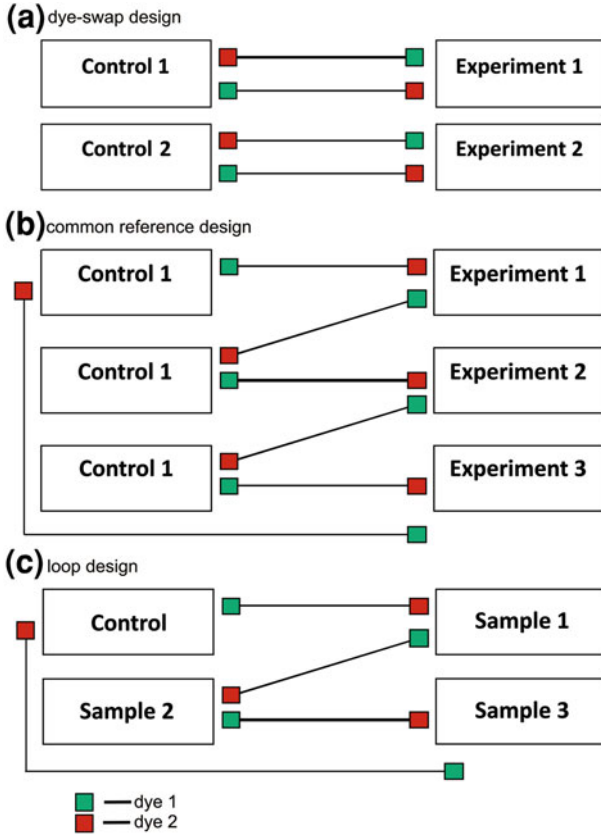 (a) dye-swap design
Control 1
Experiment 1
Control 2
Experiment 2
(b) common reference design
Control 1
Experiment 1
Control 1
Experiment 2
Control 1
Experiment 3
(c) loop design
Control
Sample 1
Sample 2
Sample 3
dye 1
dye 2